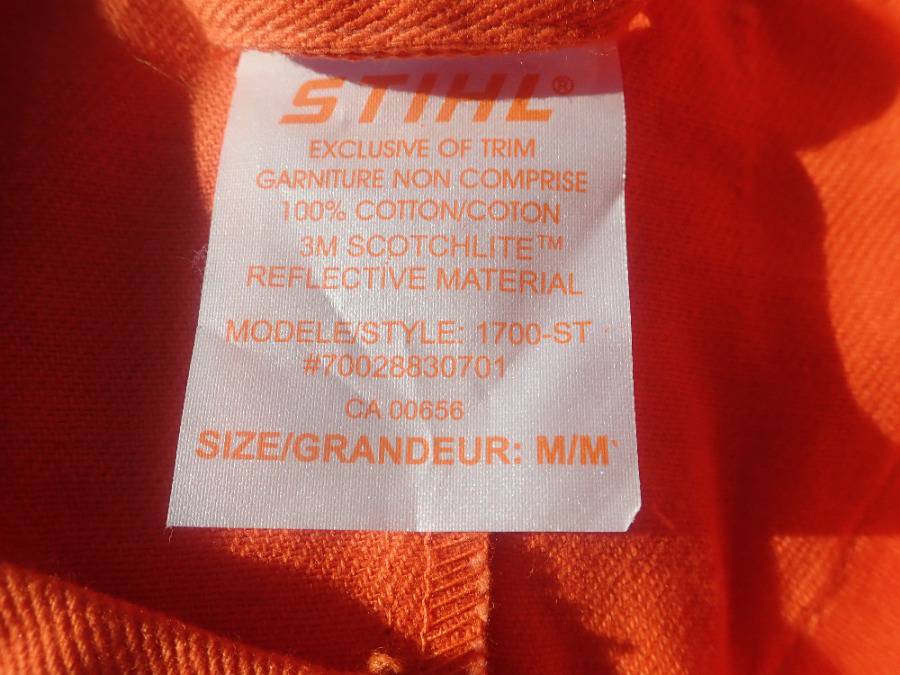 STIHL®
EXCLUSIVE OF TRIM
GARNITURE NON COMPRISE
100% COTTON/COTON
3M SCOTCHLITE™
REFLECTIVE MATERIAL
MODELE/STYLE: 1700-ST
#70028830701
CA 00656
SIZE/GRANDEUR: M/M